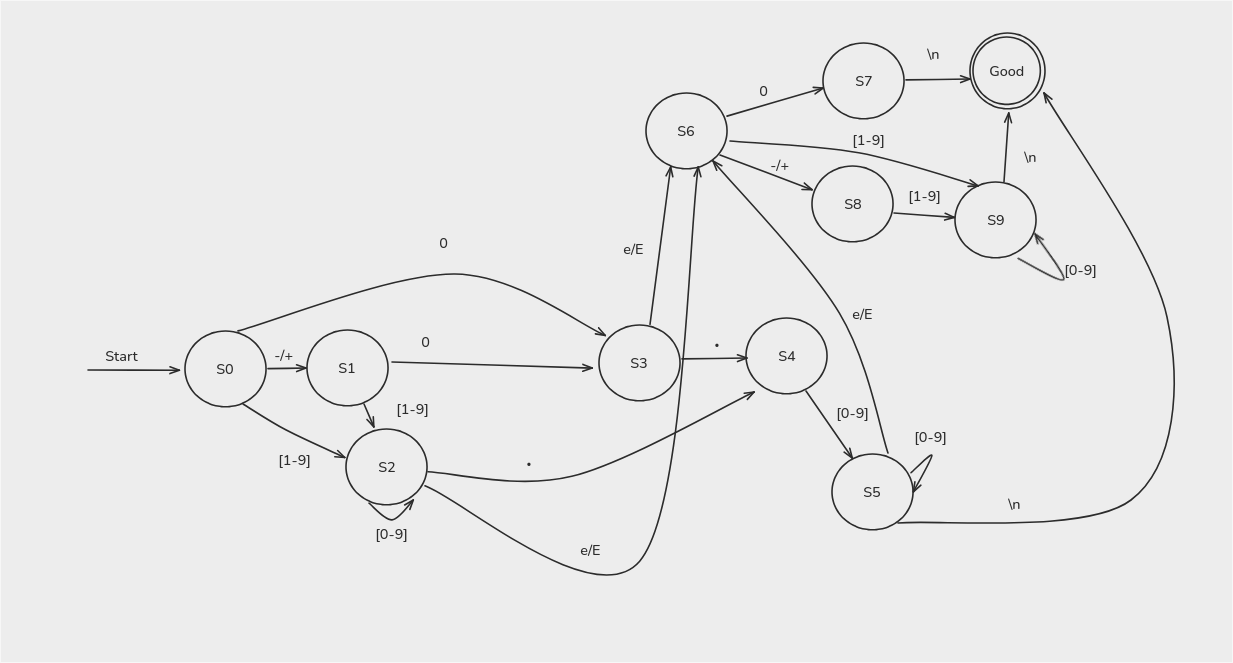 \n
Good
S7
0
S6
[1-9]
\n
-/+
S8
[1-9]
S9
0
e/E
[0-9]
e/E
Start
S0
-/+
S1
0
S3
.
S4
[1-9]
[0-9]
[1-9]
S2
.
[0-9]
S5
[0-9]
\n
e/E